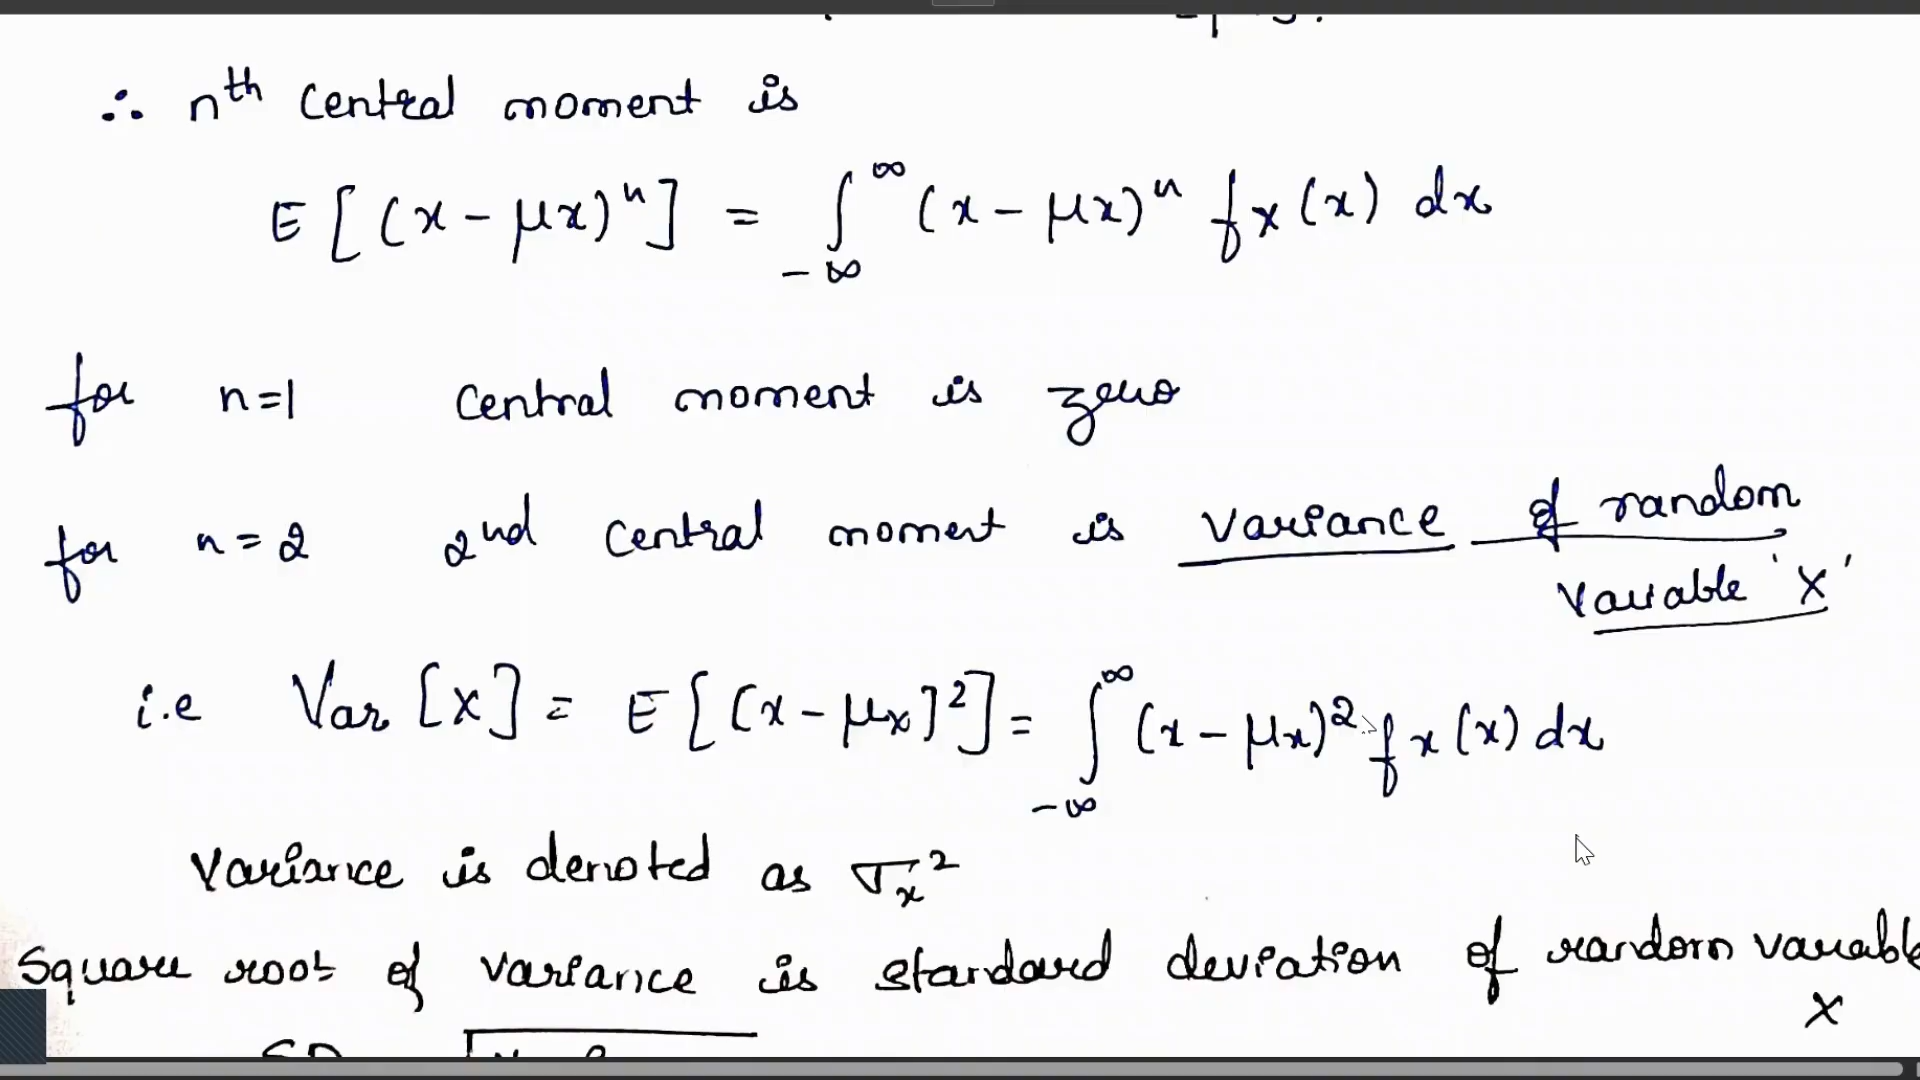 ∴ nth central moment is
E[(x - μx)^n] = ∫_{-∞}^{∞} (x - μx)^n fx(x) dx
for n=1 central moment is zero
for n=2 2nd central moment is variance of random
variable 'X'
i.e Var[X] = E[(x - μx]^2] = ∫_{-∞}^{∞} (x - μx)^2 fx(x) dx
Variance is denoted as σx^2
Square root of variance is standard deviation of random variable
X